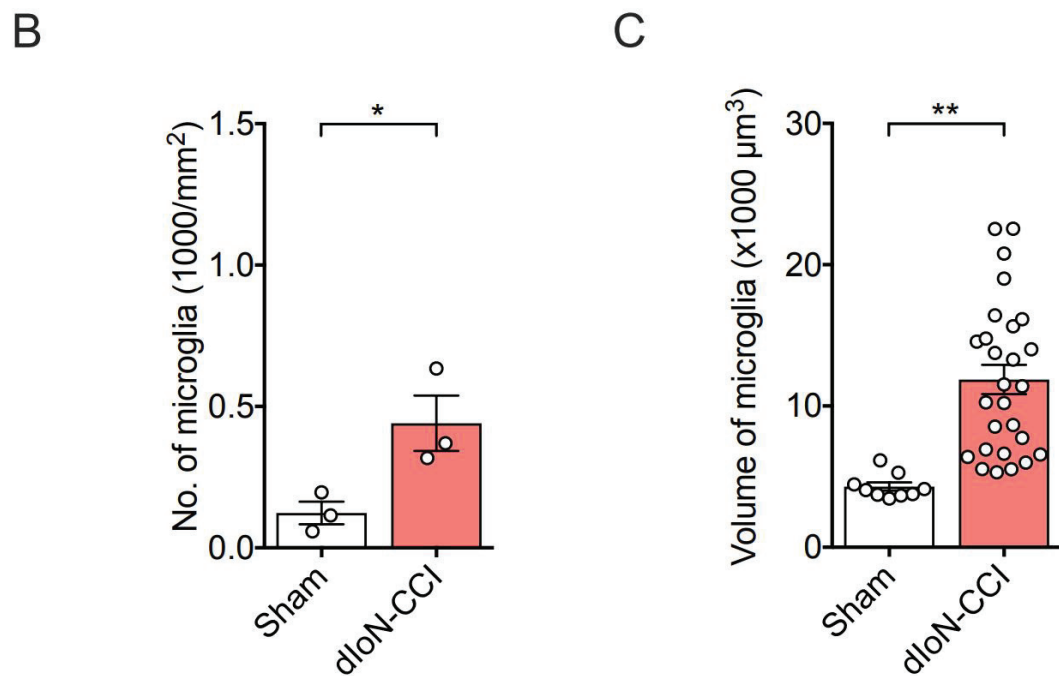 B
No. of microglia (1000/mm²)
1.5
1.0
0.5
0.0
*
Sham
dIoN-CCI
C
Volume of microglia (x1000 µm³)
30
20
10
0
**
Sham
dIoN-CCI